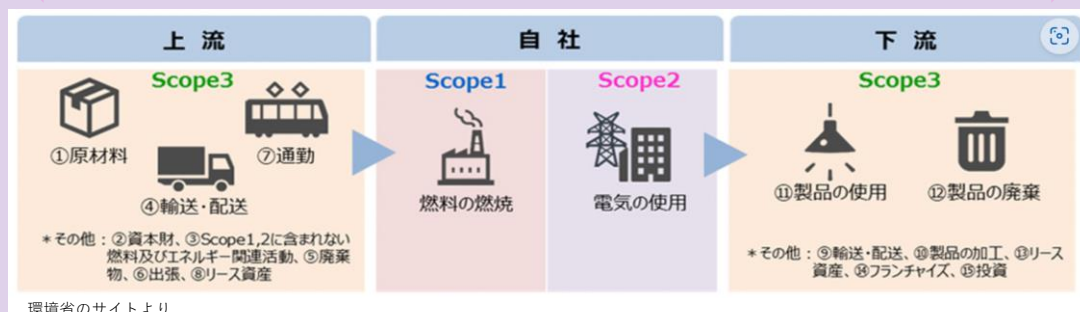 上 流
自 社
下 流
Scope3
①原材料
⑦通勤
④輸送・配送
＊その他：②資本財、③Scope1,2に含まれない
燃料及びエネルギー関連活動、⑤廃棄
物、⑥出張、⑧リース資産
Scope1
燃料の燃焼
Scope2
電気の使用
Scope3
⑪製品の使用
⑫製品の廃棄
＊その他：⑨輸送・配送、⑩製品の加工、⑬リース
資産、⑭フランチャイズ、⑮投資
環境省のサイトより